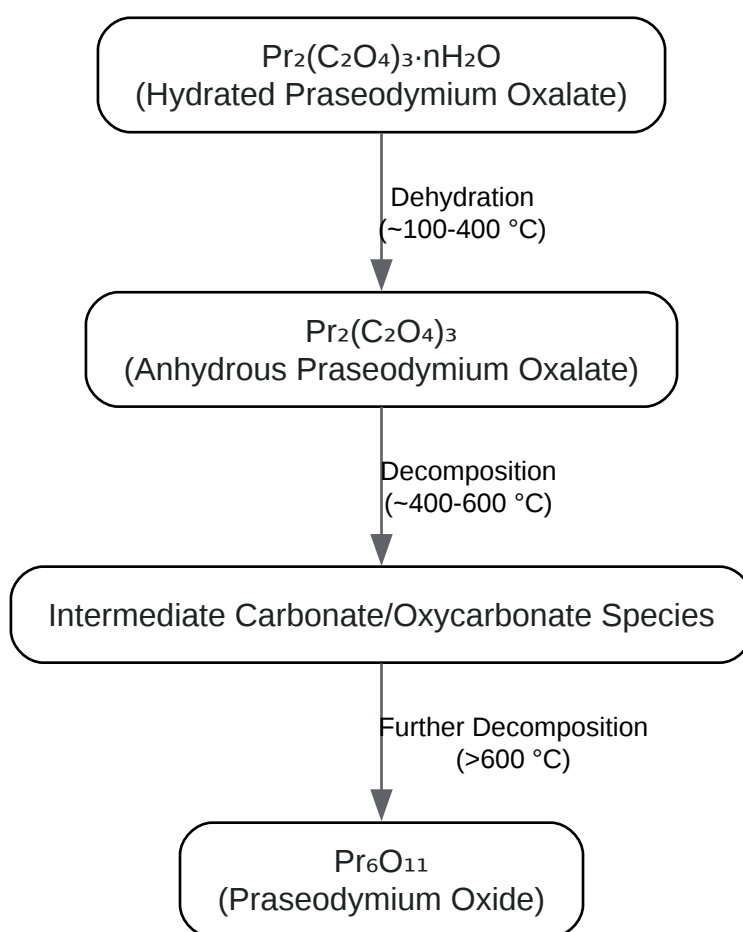 Pr₂(C₂O₄)₃·nH₂O
(Hydrated Praseodymium Oxalate)
Dehydration
(~100-400 °C)
Pr₂(C₂O₄)₃
(Anhydrous Praseodymium Oxalate)
Decomposition
(~400-600 °C)
Intermediate Carbonate/Oxycarbonate Species
Further Decomposition
(>600 °C)
Pr₆O₁₁
(Praseodymium Oxide)